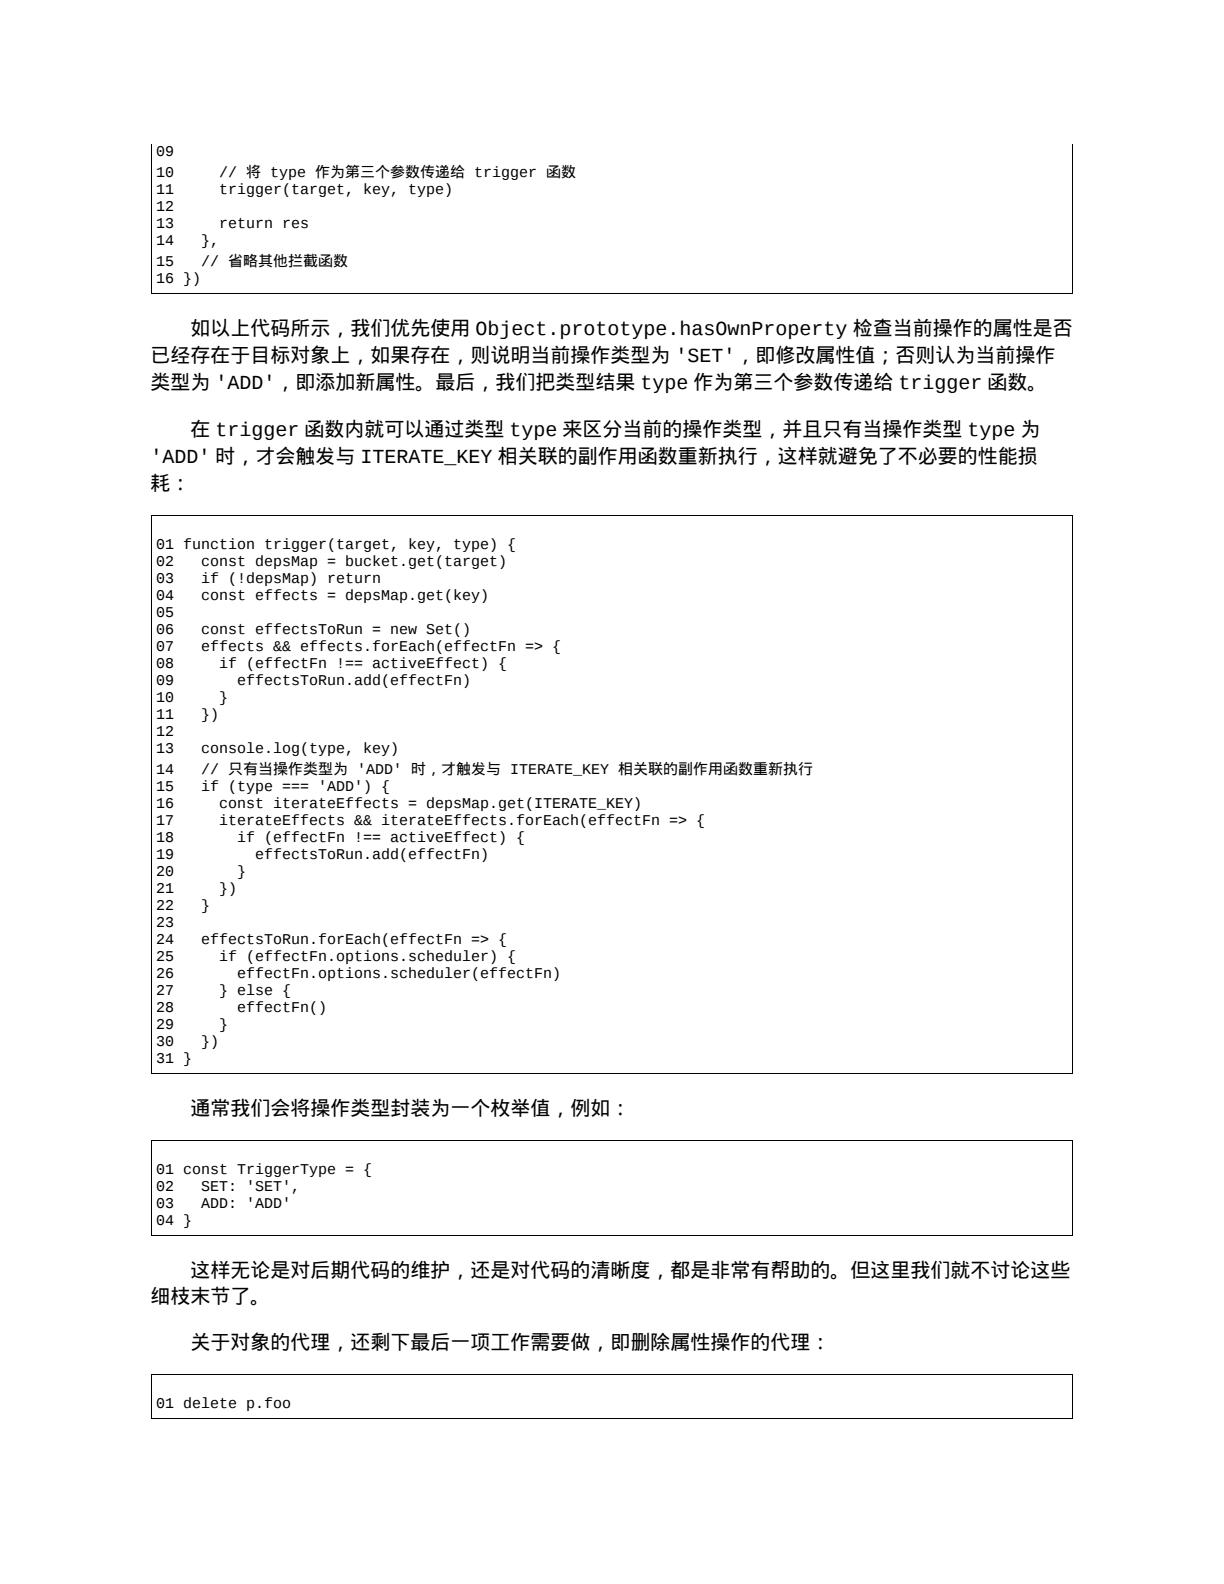 09
10     // 将 type 作为第三个参数传递给 trigger 函数
11     trigger(target, key, type)
12
13     return res
14   },
15   // 省略其他拦截函数
16 })
如以上代码所示，我们优先使用 Object.prototype.hasOwnProperty 检查当前操作的属性是否
已经存在于目标对象上，如果存在，则说明当前操作类型为 'SET'，即修改属性值；否则认为当前操作
类型为 'ADD'，即添加新属性。最后，我们把类型结果 type 作为第三个参数传递给 trigger 函数。
在 trigger 函数内就可以通过类型 type 来区分当前的操作类型，并且只有当操作类型 type 为
'ADD' 时，才会触发与 ITERATE_KEY 相关联的副作用函数重新执行，这样就避免了不必要的性能损
耗：
01 function trigger(target, key, type) {
02   const depsMap = bucket.get(target)
03   if (!depsMap) return
04   const effects = depsMap.get(key)
05
06   const effectsToRun = new Set()
07   effects && effects.forEach(effectFn => {
08     if (effectFn !== activeEffect) {
09       effectsToRun.add(effectFn)
10     }
11   })
12
13   console.log(type, key)
14   // 只有当操作类型为 'ADD' 时，才触发与 ITERATE_KEY 相关联的副作用函数重新执行
15   if (type === 'ADD') {
16     const iterateEffects = depsMap.get(ITERATE_KEY)
17     iterateEffects && iterateEffects.forEach(effectFn => {
18       if (effectFn !== activeEffect) {
19         effectsToRun.add(effectFn)
20       }
21     })
22   }
23
24   effectsToRun.forEach(effectFn => {
25     if (effectFn.options.scheduler) {
26       effectFn.options.scheduler(effectFn)
27     } else {
28       effectFn()
29     }
30   })
31 }
通常我们会将操作类型封装为一个枚举值，例如：
01 const TriggerType = {
02   SET: 'SET',
03   ADD: 'ADD'
04 }
这样无论是对后期代码的维护，还是对代码的清晰度，都是非常有帮助的。但这里我们就不讨论这些
细枝末节了。
关于对象的代理，还剩下最后一项工作需要做，即删除属性操作的代理：
01 delete p.foo